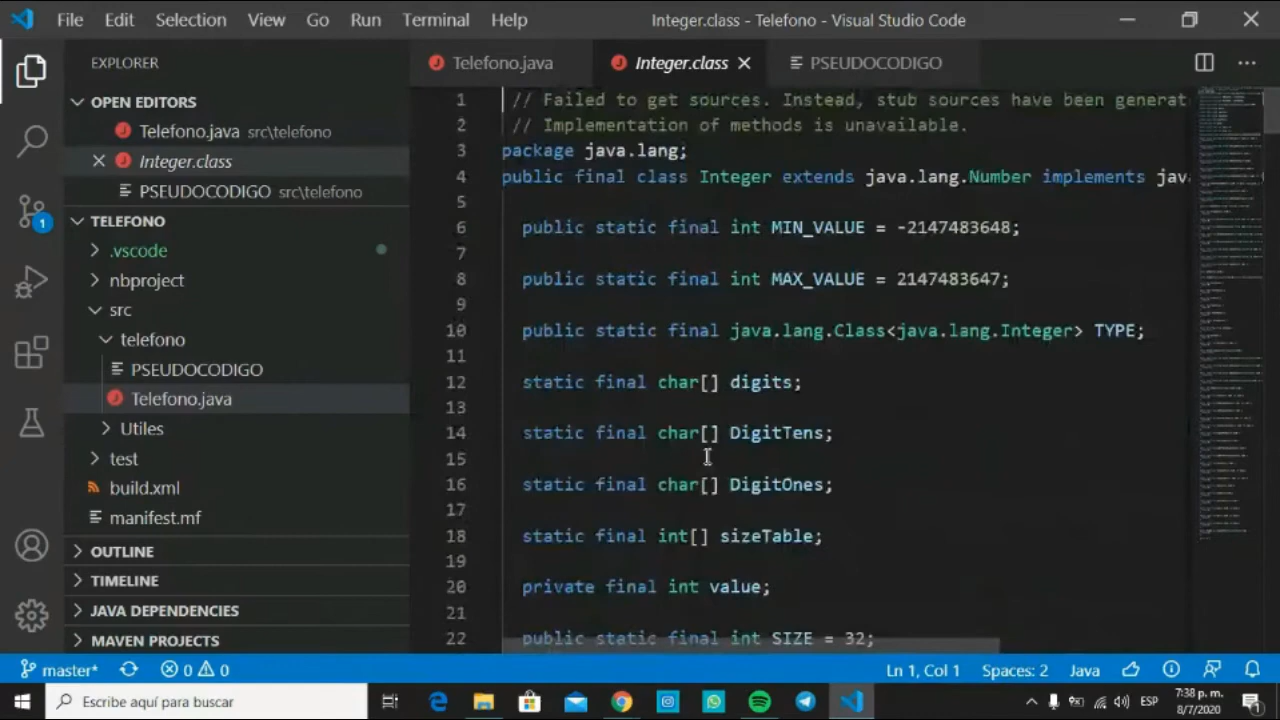 File Edit Selection View Go Run Terminal Help Integer.class - Telefono - Visual Studio Code
EXPLORER
OPEN EDITORS
Telefono.java src\telefono
Integer.class
PSEUDOCODIGO src\telefono
TELEFONO
.vscode
nbproject
src
telefono
PSEUDOCODIGO
Telefono.java
Utiles
test
build.xml
manifest.mf
OUTLINE
TIMELINE
JAVA DEPENDENCIES
MAVEN PROJECTS
1
Telefono.java Integer.class PSEUDOCODIGO
1 // Failed to get sources. Instead, stub sources have been generat
2 // Implementation of methods is unavailable.
3 package java.lang;
4 public final class Integer extends java.lang.Number implements jav
5
6 public static final int MIN_VALUE = -2147483648;
7
8 public static final int MAX_VALUE = 2147483647;
9
10 public static final java.lang.Class<java.lang.Integer> TYPE;
11
12 static final char[] digits;
13
14 static final char[] DigitTens;
15
16 static final char[] DigitOnes;
17
18 static final int[] sizeTable;
19
20 private final int value;
21
22 public static final int SIZE = 32;
master* 0 0 Ln 1, Col 1 Spaces: 2 Java
Escribe aquí para buscar
ESP
7:38 p. m.
8/7/2020
1